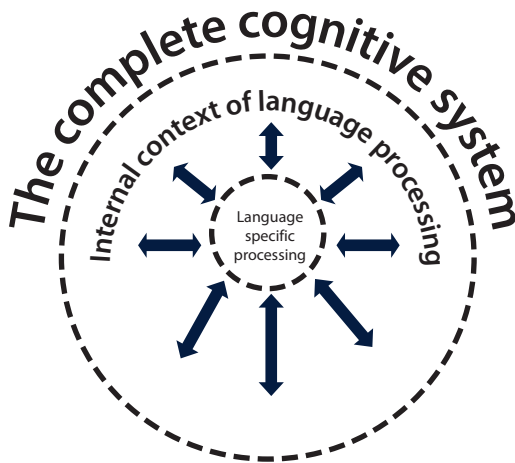 The complete cognitive system
Internal context of language processing
Language
specific
processing